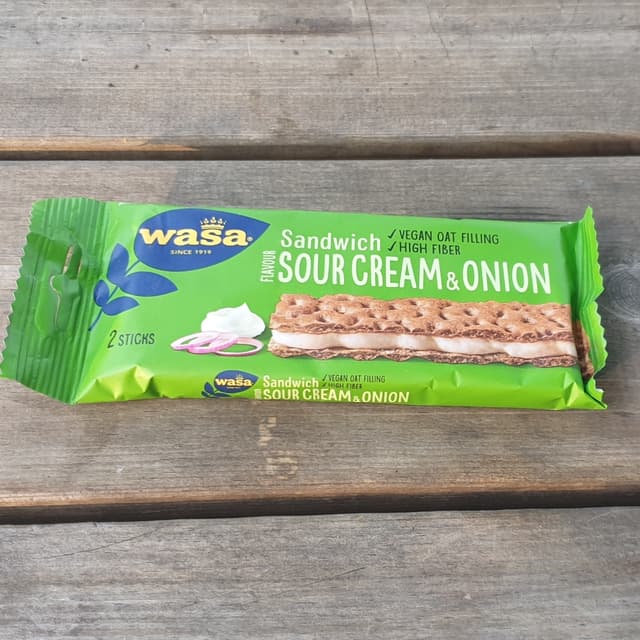 wasa®
SINCE 1919
Sandwich
✓VEGAN OAT FILLING
✓HIGH FIBER
FLAVOUR
SOUR CREAM & ONION
2 STICKS
wasa
Sandwich
✓VEGAN OAT FILLING
✓HIGH FIBER
SOUR CREAM & ONION